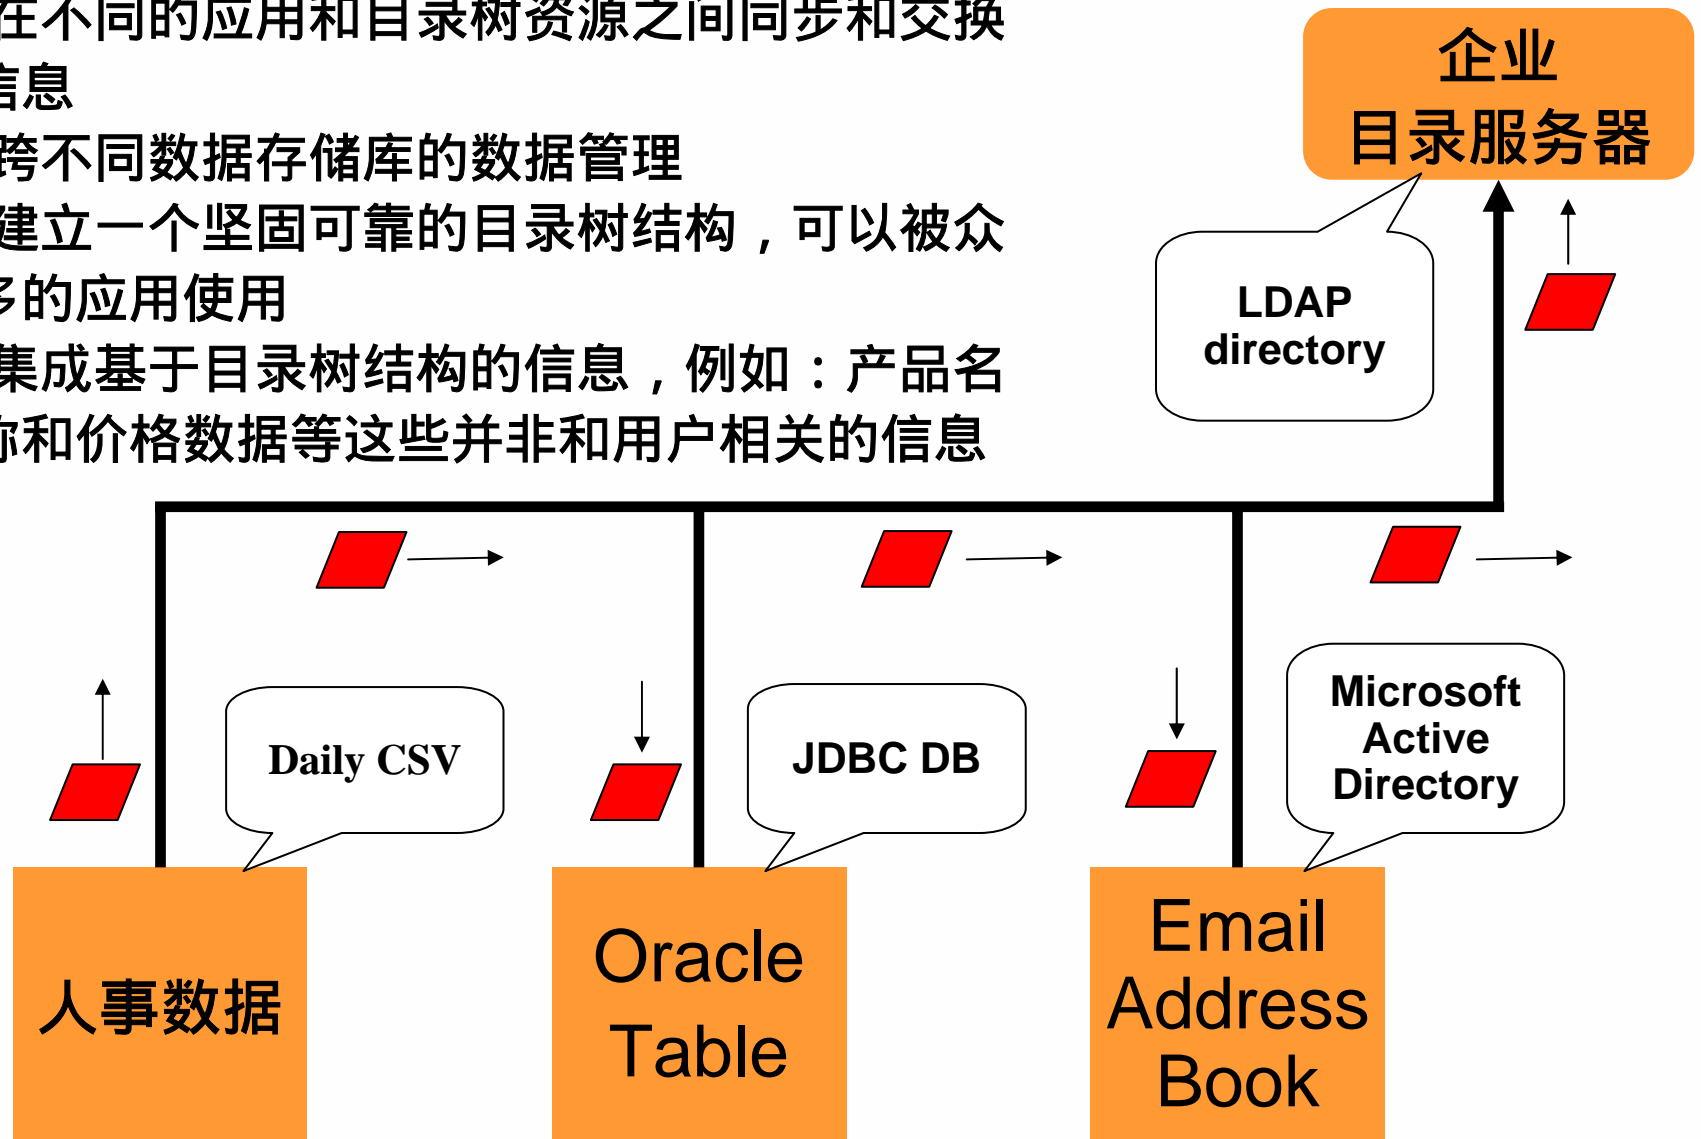 在不同的应用和目录树资源之间同步和交换
信息
跨不同数据存储库的数据管理
建立一个坚固可靠的目录树结构，可以被众
多的应用使用
集成基于目录树结构的信息，例如：产品名
称和价格数据等这些并非和用户相关的信息
企业
目录服务器
LDAP
directory
Daily CSV
JDBC DB
Microsoft
Active
Directory
人事数据
Oracle
Table
Email
Address
Book